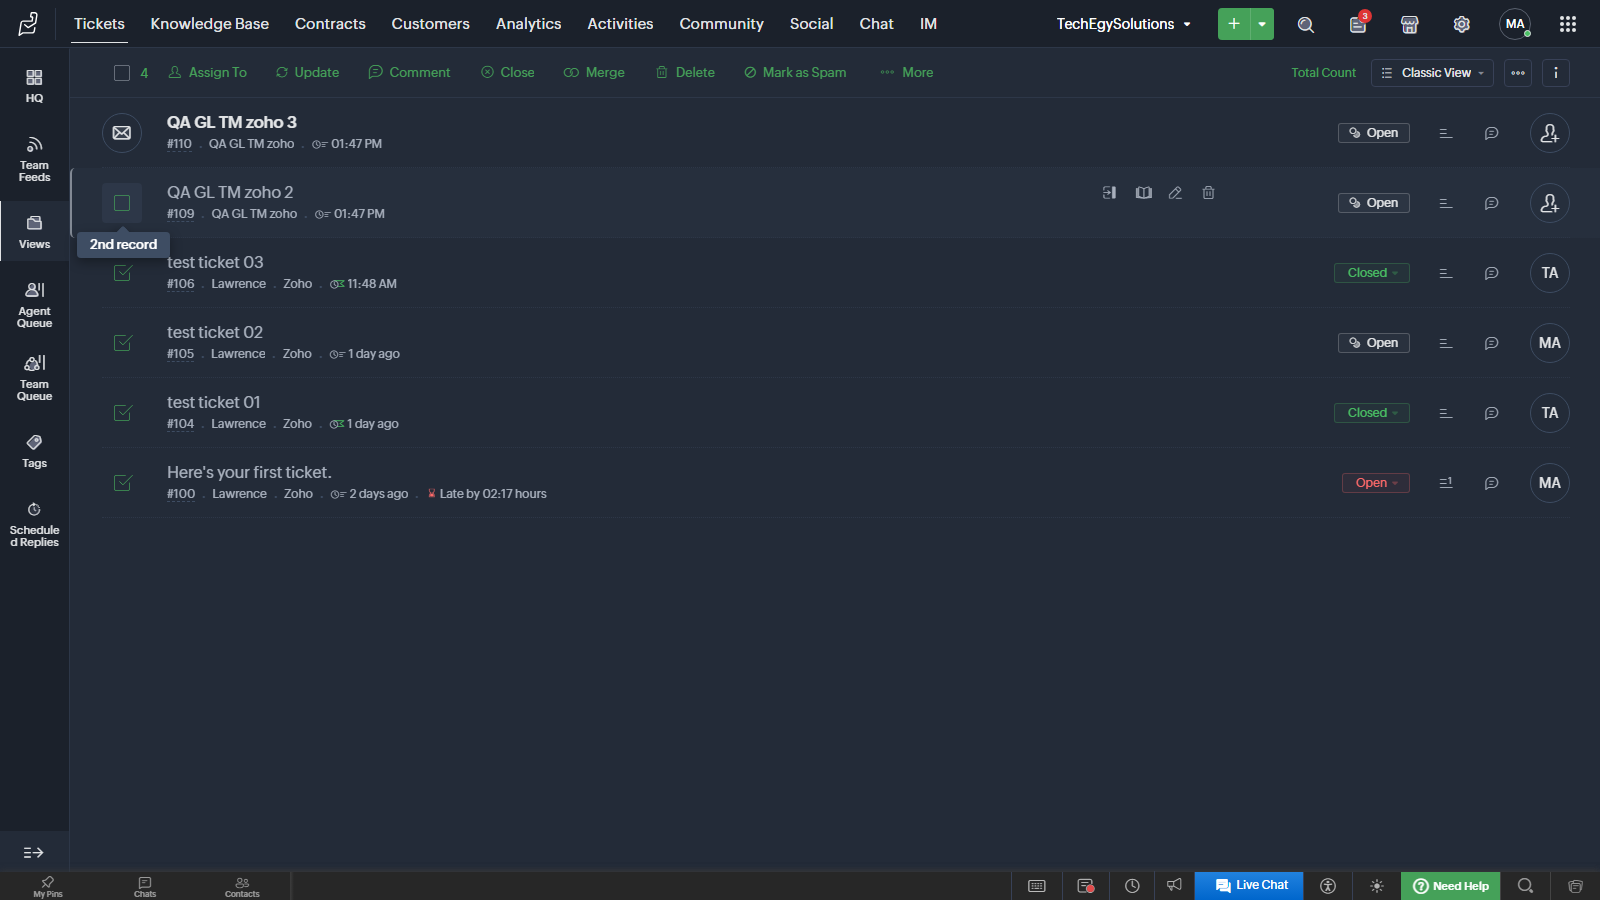 Tickets Knowledge Base Contracts Customers Analytics Activities Community Social Chat IM TechEgySolutions 3 MA
4 Assign To Update Comment Close Merge Delete Mark as Spam More Total Count Classic View
HQ
Team
Feeds
Views
Agent
Queue
Team
Queue
Tags
Schedule
d Replies
QA GL TM zoho 3
#110 . QA GL TM zoho . 01:47 PM
Open
QA GL TM zoho 2
#109 . QA GL TM zoho . 01:47 PM
Open
2nd record
test ticket 03
#106 . Lawrence . Zoho . 11:48 AM
Closed
TA
test ticket 02
#105 . Lawrence . Zoho . 1 day ago
Open
MA
test ticket 01
#104 . Lawrence . Zoho . 1 day ago
Closed
TA
Here's your first ticket.
#100 . Lawrence . Zoho . 2 days ago . Late by 02:17 hours
Open
1
MA
My Pins Chats Contacts Live Chat Need Help